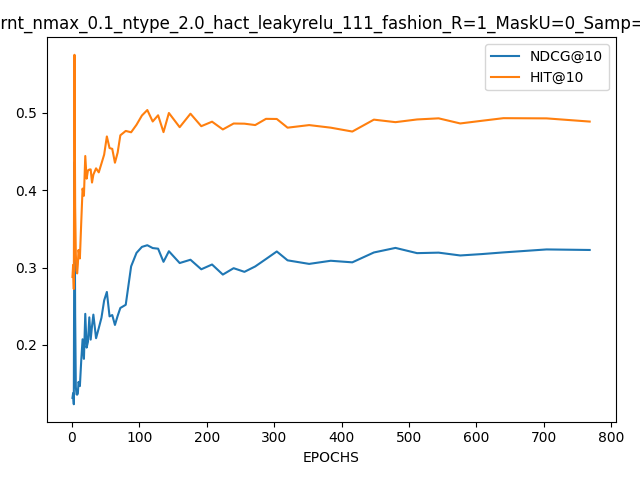 rnt_nmax_0.1_ntype_2.0_hact_leakyrelu_111_fashion_R=1_MaskU=0_Samp=
NDCG@10
HIT@10
0.5
0.4
0.3
0.2
0 100 200 300 400 500 600 700 800
EPOCHS